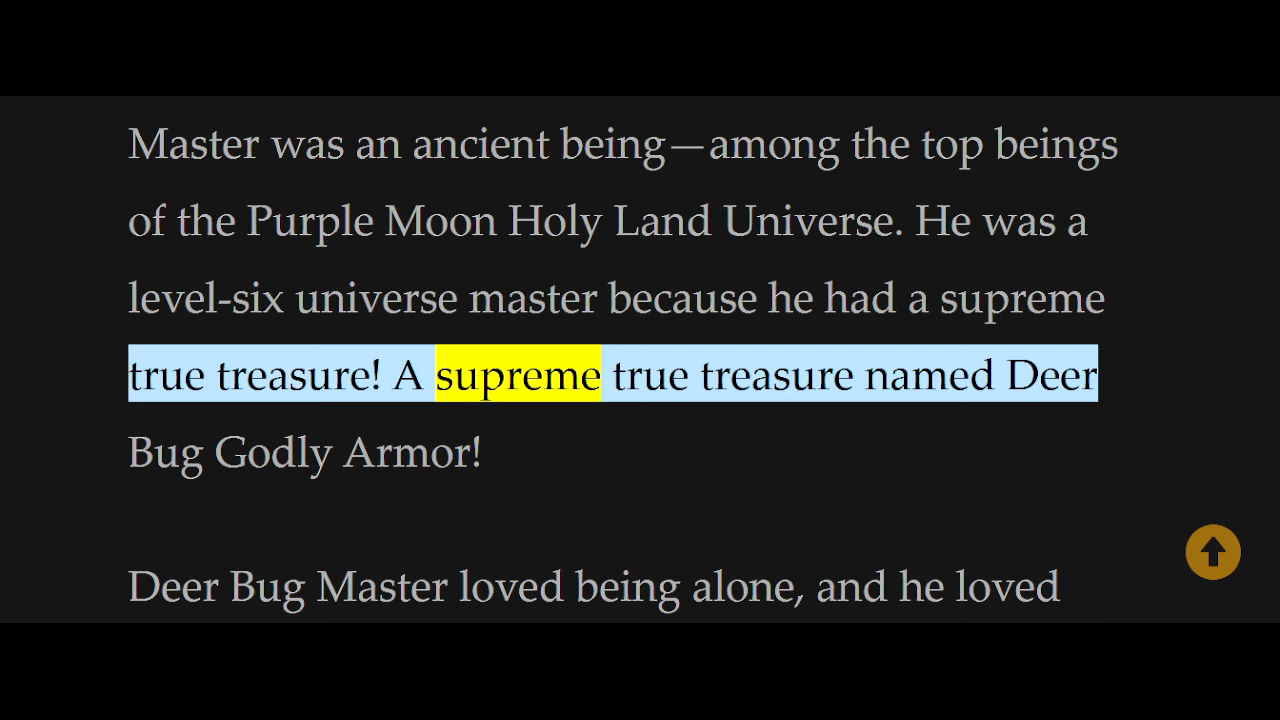 Master was an ancient being—among the top beings
of the Purple Moon Holy Land Universe. He was a
level-six universe master because he had a supreme
true treasure! A supreme true treasure named Deer
Bug Godly Armor!
Deer Bug Master loved being alone, and he loved